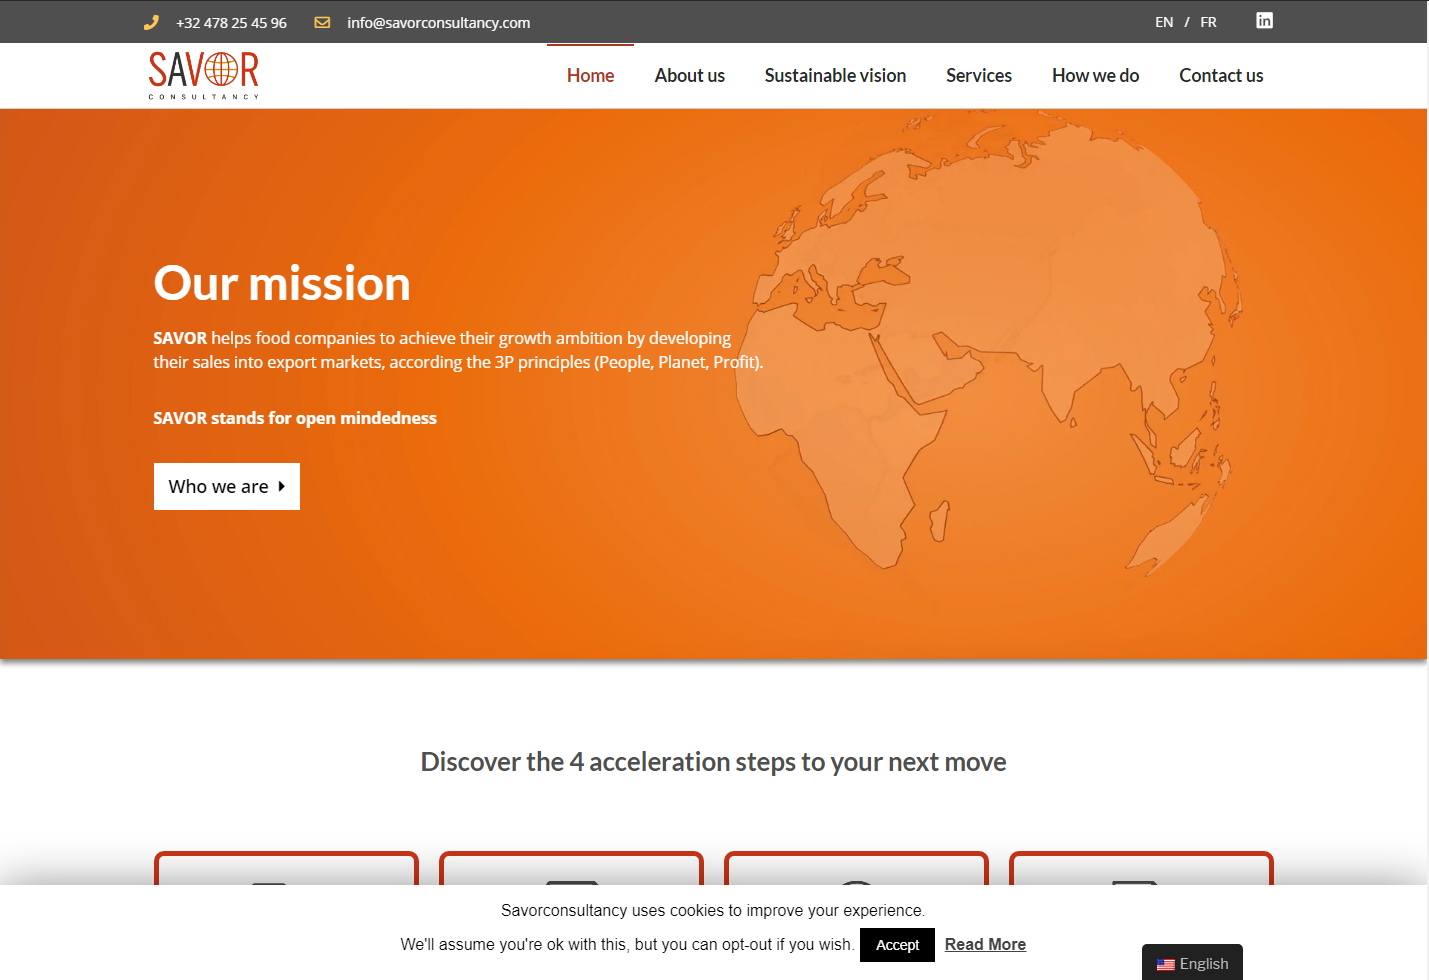 +32 478 25 45 96 info@savorconsultancy.com EN / FR
SAVOR
CONSULTANCY
Home About us Sustainable vision Services How we do Contact us
Our mission
SAVOR helps food companies to achieve their growth ambition by developing
their sales into export markets, according the 3P principles (People, Planet, Profit).
SAVOR stands for open mindedness
Who we are
Discover the 4 acceleration steps to your next move
Savorconsultancy uses cookies to improve your experience.
We'll assume you're ok with this, but you can opt-out if you wish. Accept Read More
English